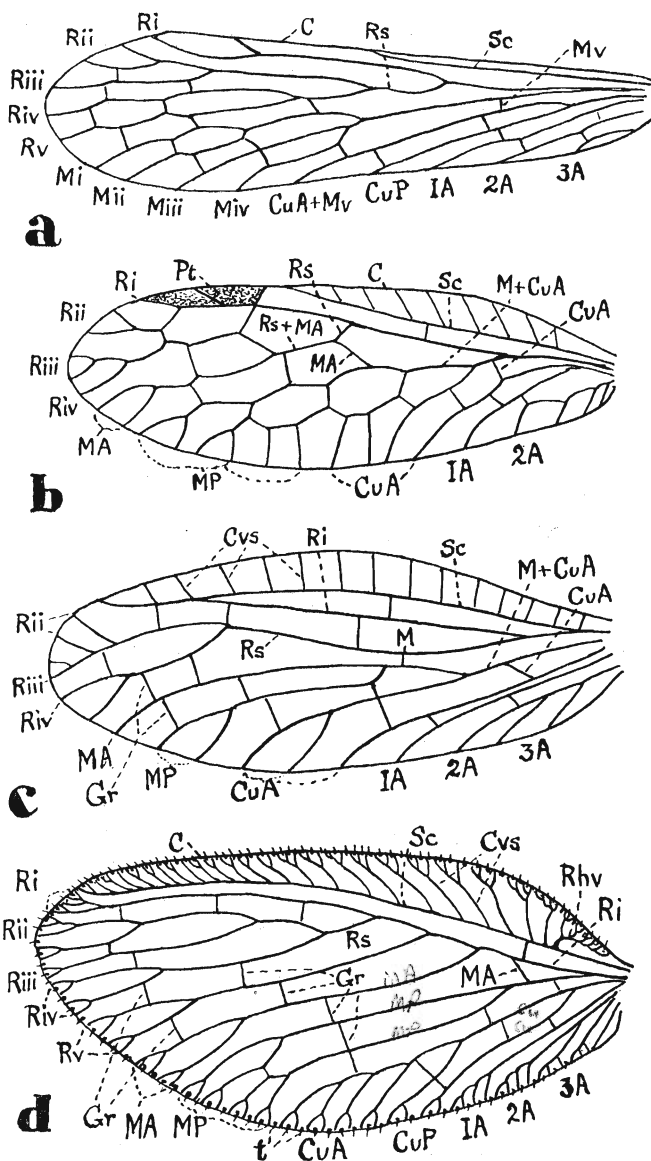 Ri C Rs Sc Mv
Rii
Riii
Riv
Rv
Mi Mii Miii Miv CuA+Mv CuP IA 2A 3A
a
Ri Pt Rs C Sc M+CuA CuA
Rii
Rs+MA
Riii MA
Riv
MA MP CuA IA 2A
b
Cvs Ri Sc M+CuA CuA
Rii
Rs M
Riii
Riv
MA Gr MP CuA IA 2A 3A
c
C Sc Cvs Rhv Ri
Ri
Rii
Rs
Gr MA
Riii
MA
MP
Riv
Rv
Gr MA MP t CuA CuP IA 2A 3A
d